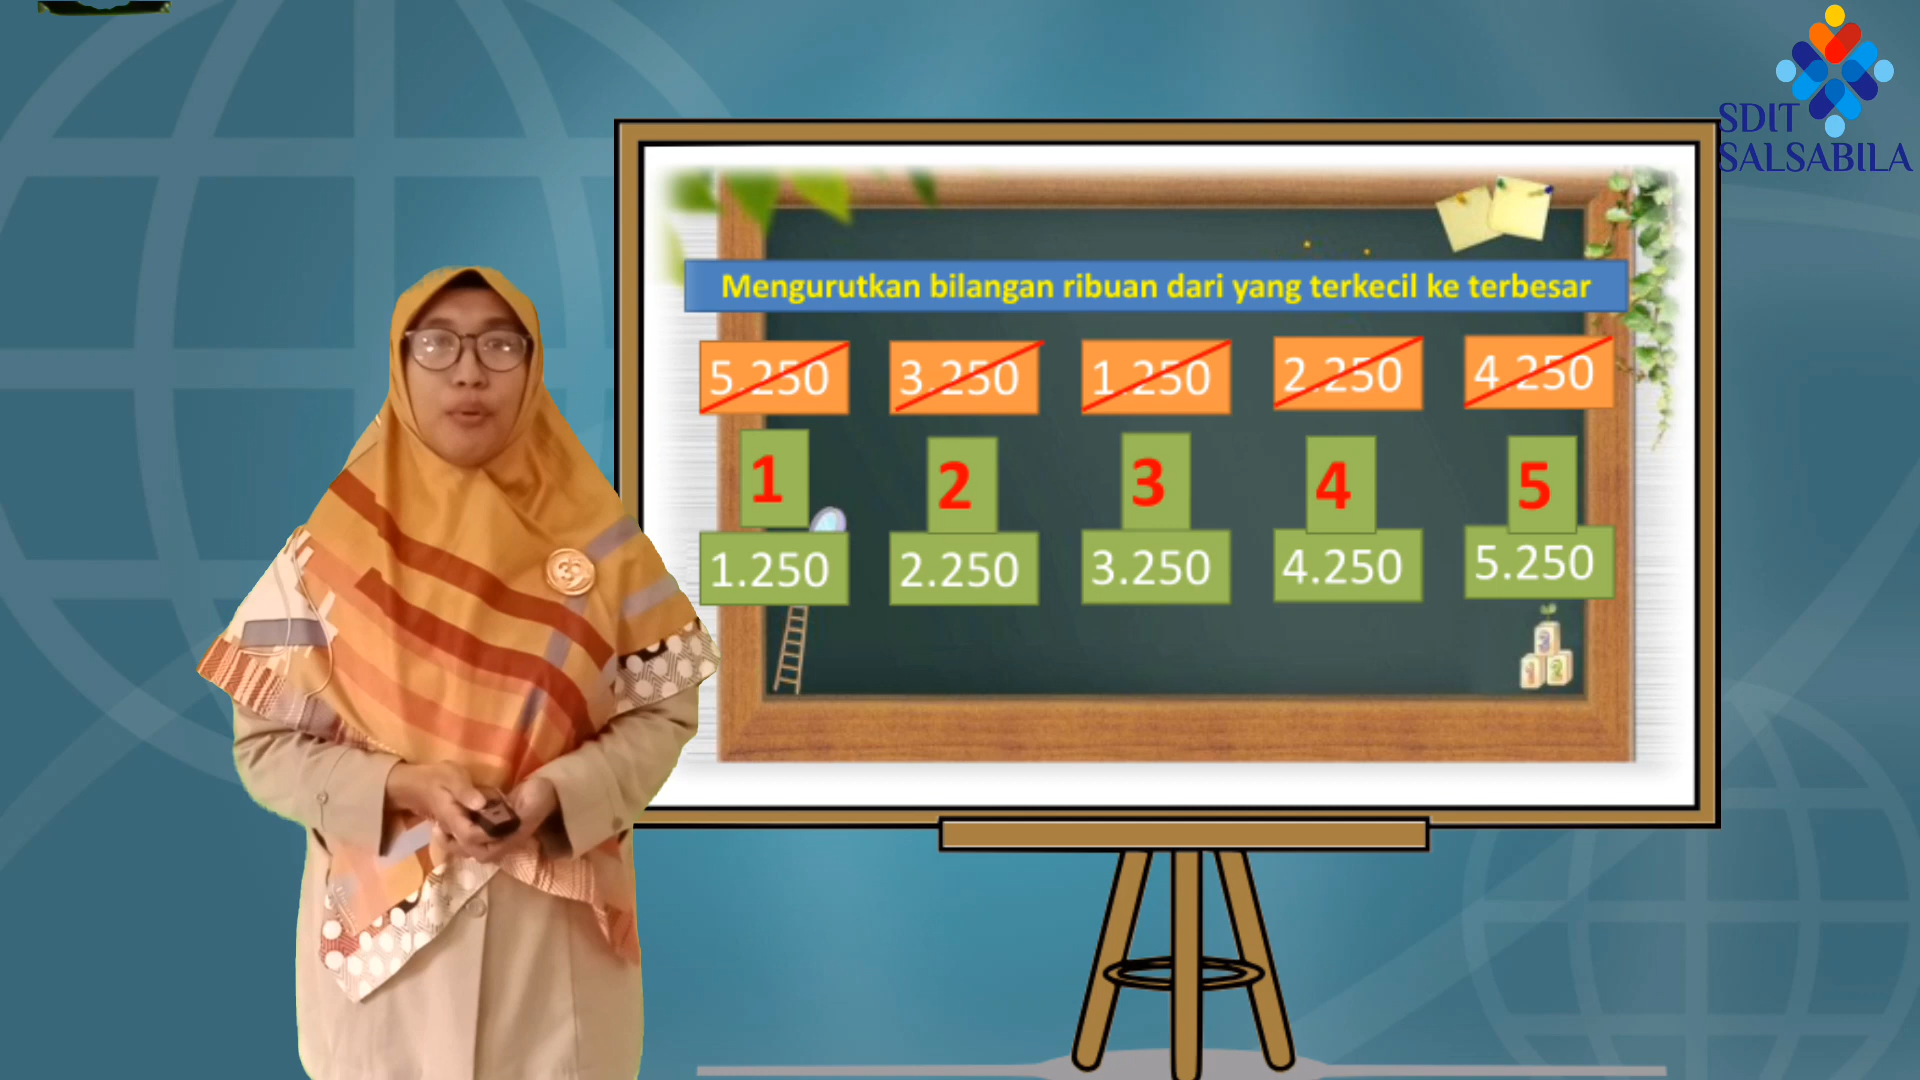 SDIT
SALSABILA
Mengurutkan bilangan ribuan dari yang terkecil ke terbesar
5.250 3.250 1.250 2.250 4.250
1 2 3 4 5
1.250 2.250 3.250 4.250 5.250